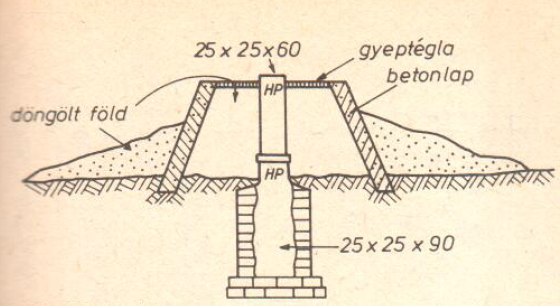 25 x 25 x 60
gyeptégla
betonlap
HP
döngölt föld
HP
25 x 25 x 90